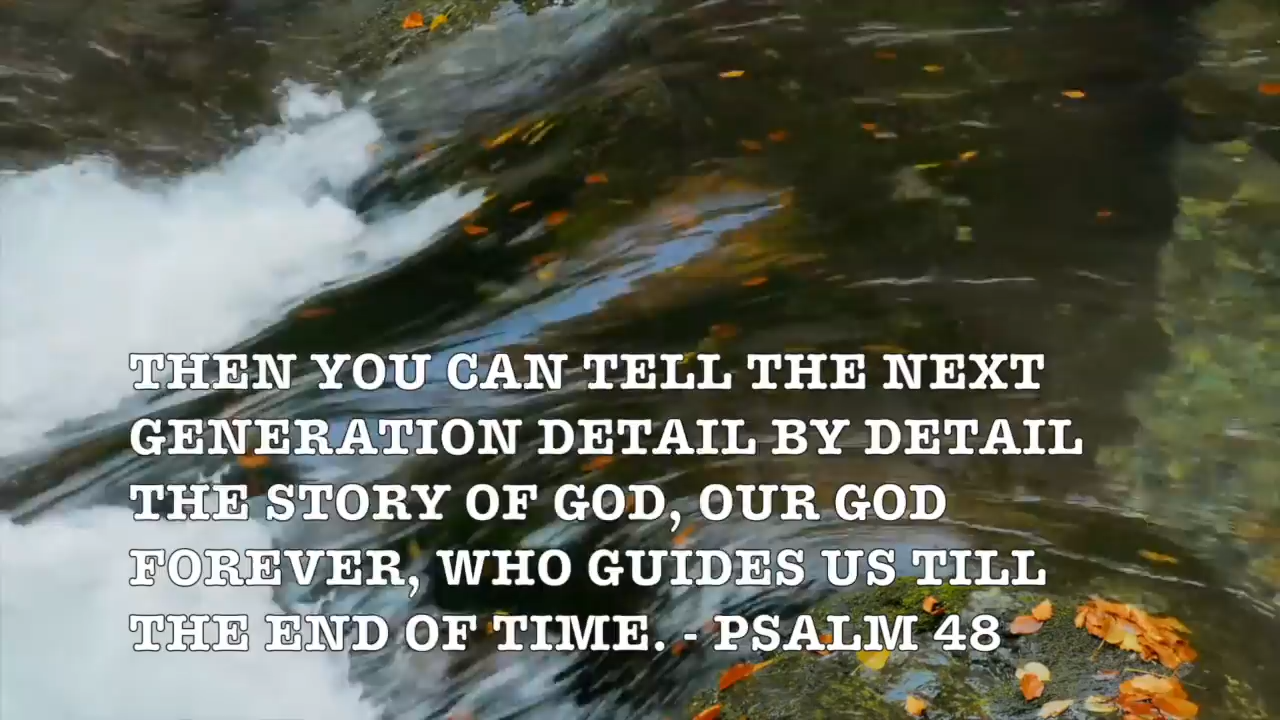 THEN YOU CAN TELL THE NEXT
GENERATION DETAIL BY DETAIL
THE STORY OF GOD, OUR GOD
FOREVER, WHO GUIDES US TILL
THE END OF TIME. - PSALM 48